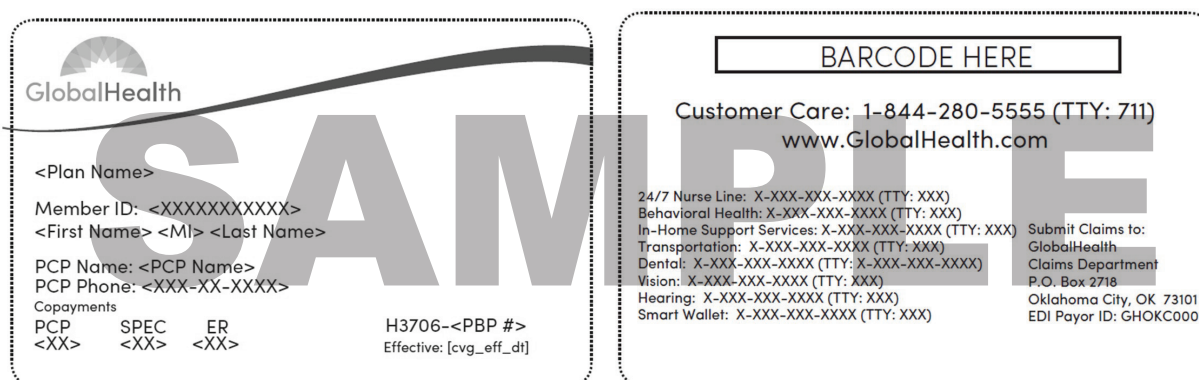 GlobalHealth
<Plan Name>
Member ID: <XXXXXXXXXXX>
<First Name> <MI> <Last Name>
PCP Name: <PCP Name>
PCP Phone: <XXX-XX-XXXX>
Copayments
PCP SPEC ER
<XX> <XX> <XX>
H3706-<PBP #>
Effective: [cvg_eff_dt]
SAMPLE
BARCODE HERE
Customer Care: 1-844-280-5555 (TTY: 711)
www.GlobalHealth.com
24/7 Nurse Line: X-XXX-XXX-XXXX (TTY: XXX)
Behavioral Health: X-XXX-XXX-XXXX (TTY: XXX)
In-Home Support Services: X-XXX-XXX-XXXX (TTY: XXX)
Transportation: X-XXX-XXX-XXXX (TTY: XXX)
Dental: X-XXX-XXX-XXXX (TTY: X-XXX-XXX-XXXX)
Vision: X-XXX-XXX-XXXX (TTY: XXX)
Hearing: X-XXX-XXX-XXXX (TTY: XXX)
Smart Wallet: X-XXX-XXX-XXXX (TTY: XXX)
Submit Claims to:
GlobalHealth
Claims Department
P.O. Box 2718
Oklahoma City, OK 73101
EDI Payor ID: GHOKC000